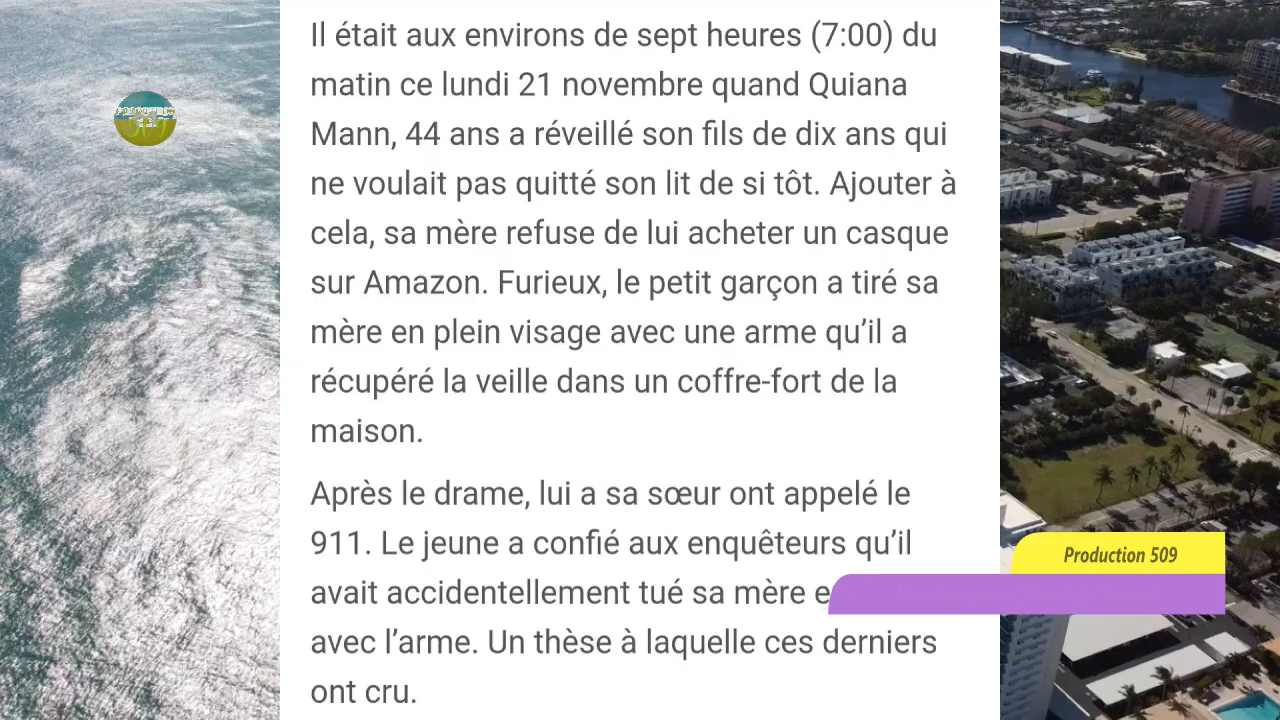 Il était aux environs de sept heures (7:00) du
matin ce lundi 21 novembre quand Quiana
Mann, 44 ans a réveillé son fils de dix ans qui
ne voulait pas quitté son lit de si tôt. Ajouter à
cela, sa mère refuse de lui acheter un casque
sur Amazon. Furieux, le petit garçon a tiré sa
mère en plein visage avec une arme qu’il a
récupéré la veille dans un coffre-fort de la
maison.
Après le drame, lui a sa sœur ont appelé le
911. Le jeune a confié aux enquêteurs qu’il
avait accidentellement tué sa mère
avec l’arme. Un thèse à laquelle ces derniers
ont cru.
Production 509